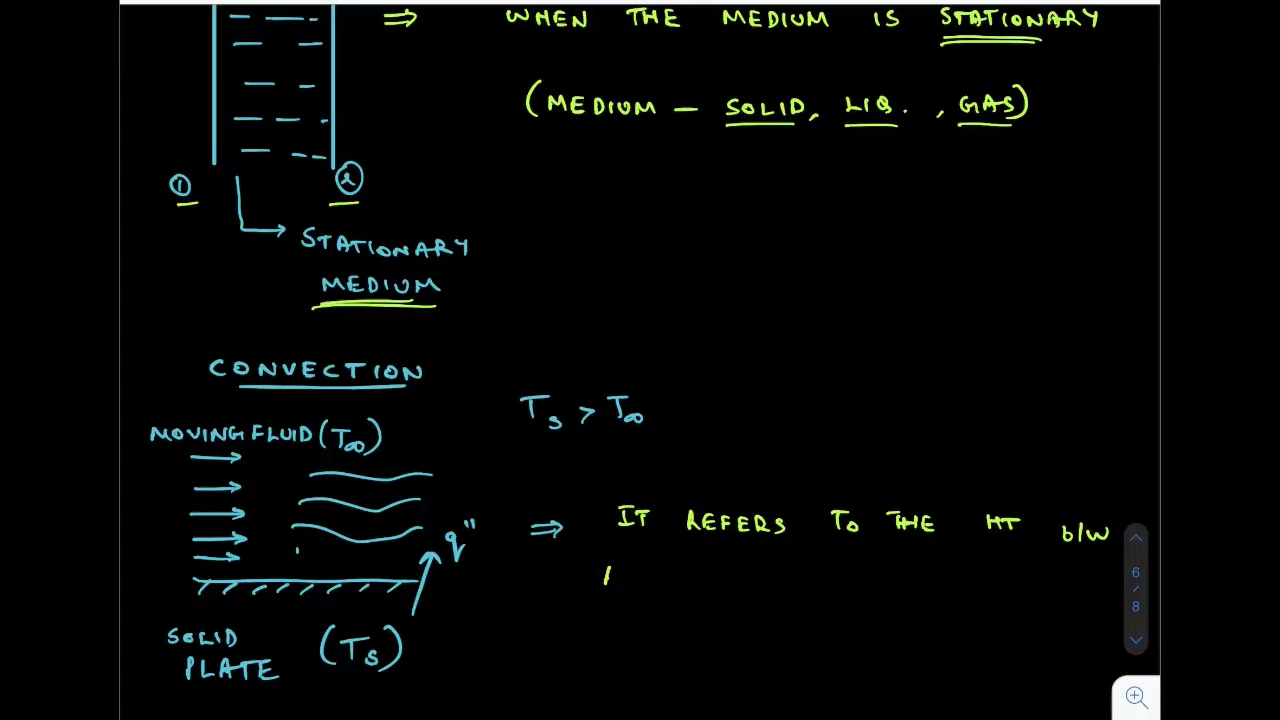 ⇒ WHEN THE MEDIUM IS STATIONARY
(MEDIUM – SOLID, LIQ. , GAS)
① ②
STATIONARY
MEDIUM
CONVECTION
Ts > T∞
MOVING FLUID (T∞)
q"
⇒ IT REFERS TO THE HT b/w
SOLID
PLATE
(Ts)
6
/
8